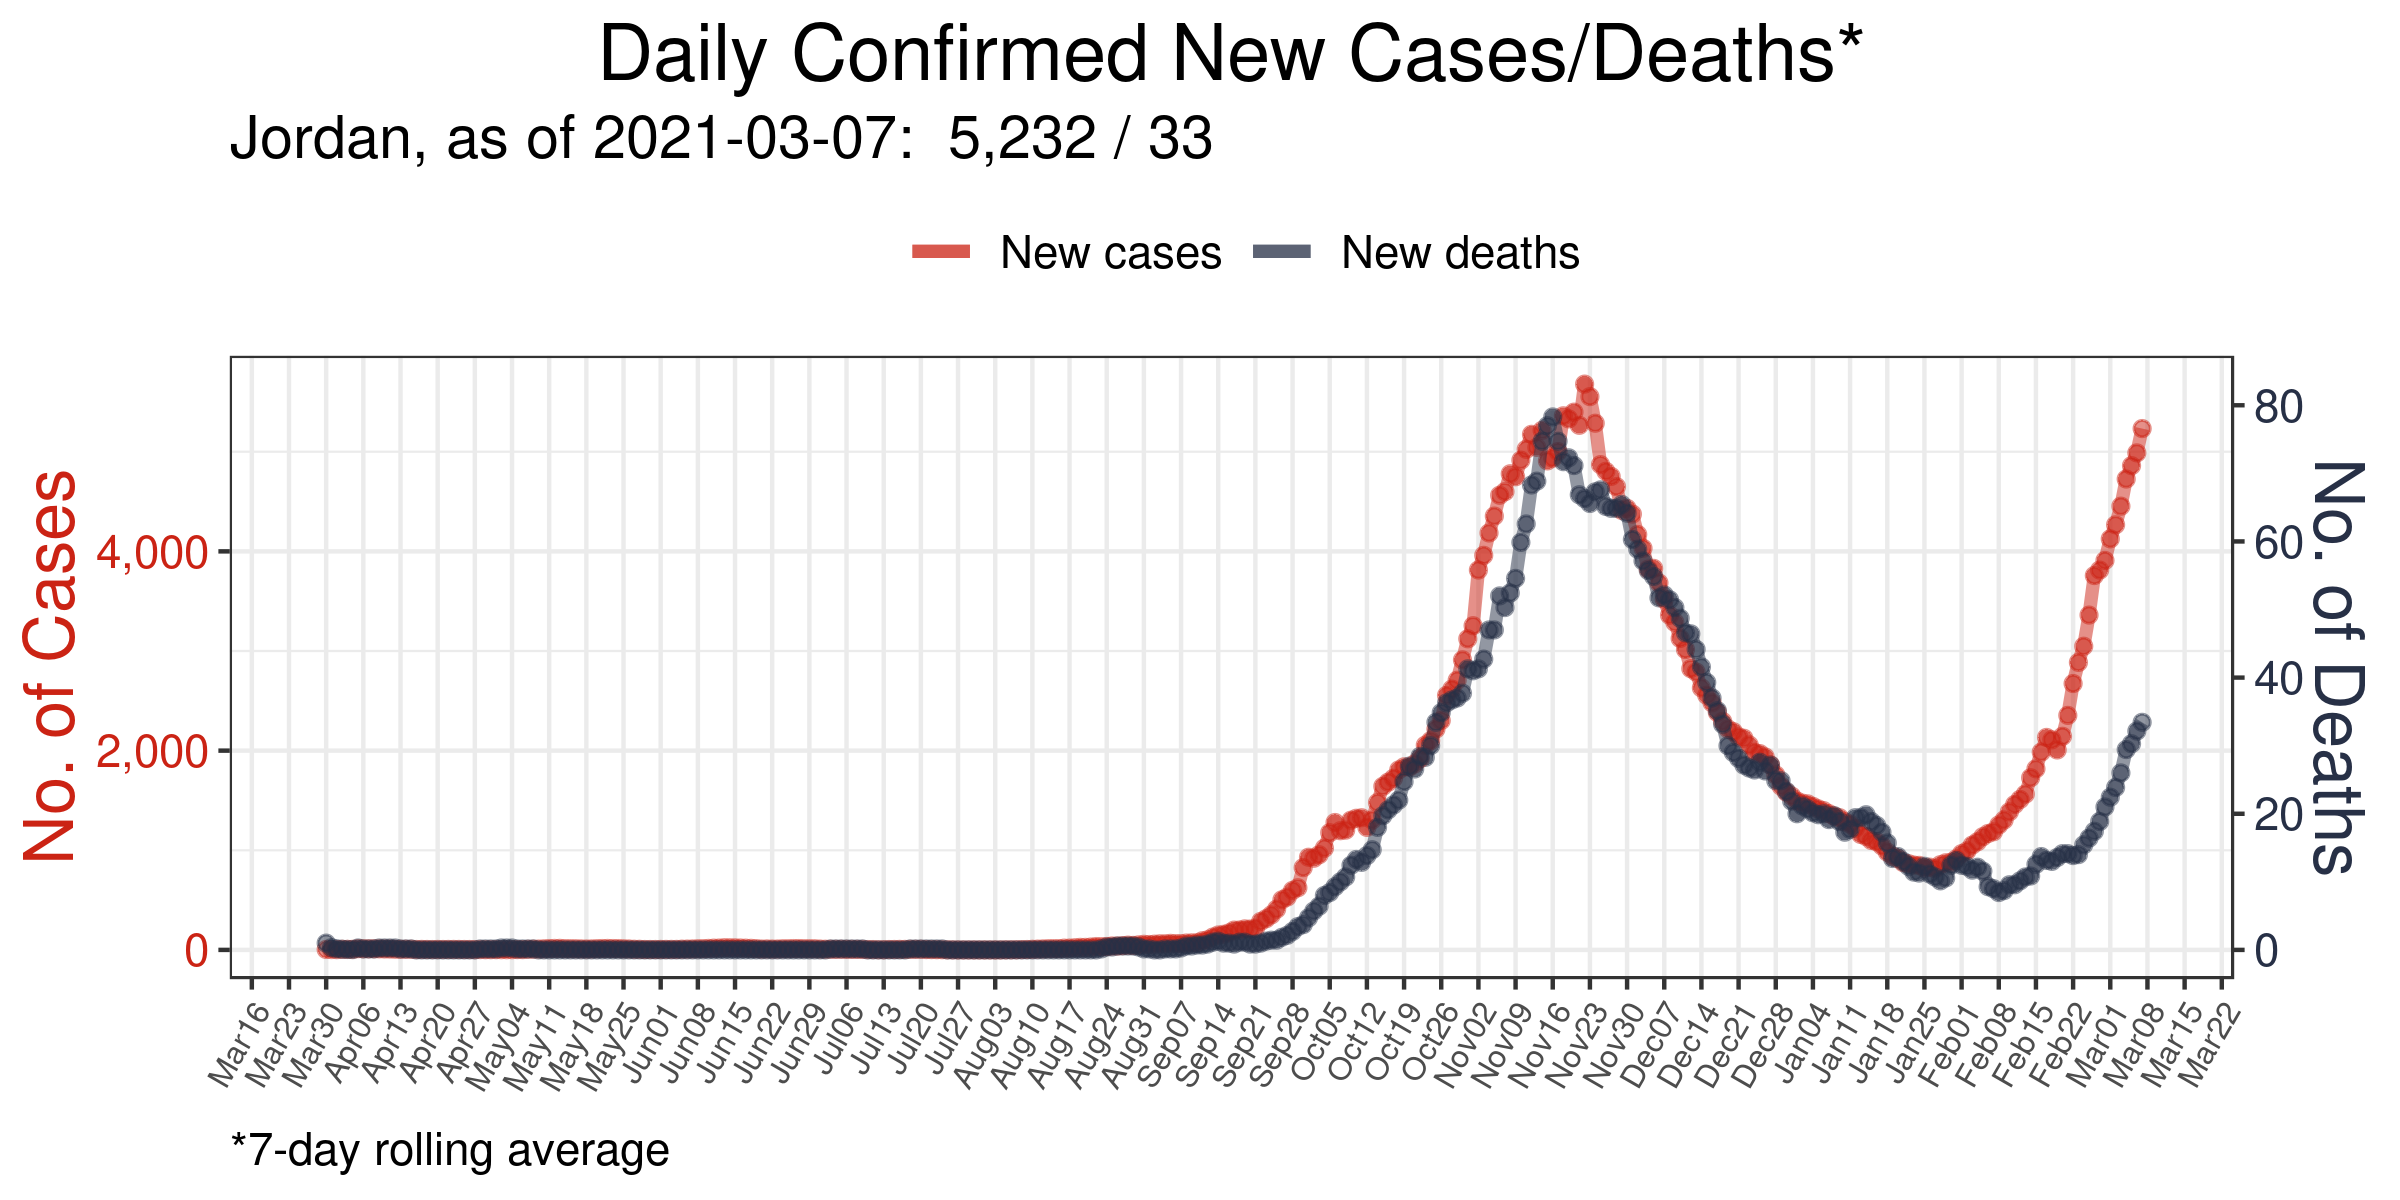 Daily Confirmed New Cases/Deaths*
Jordan, as of 2021-03-07:  5,232 / 33
New cases
New deaths
No. of Cases
4,000
2,000
0
80
60
40
20
0
No. of Deaths
Mar16
Mar23
Mar30
Apr06
Apr13
Apr20
Apr27
May04
May11
May18
May25
Jun01
Jun08
Jun15
Jun22
Jun29
Jul06
Jul13
Jul20
Jul27
Aug03
Aug10
Aug17
Aug24
Aug31
Sep07
Sep14
Sep21
Sep28
Oct05
Oct12
Oct19
Oct26
Nov02
Nov09
Nov16
Nov23
Nov30
Dec07
Dec14
Dec21
Dec28
Jan04
Jan11
Jan18
Jan25
Feb01
Feb08
Feb15
Feb22
Mar01
Mar08
Mar15
Mar22
*7-day rolling average